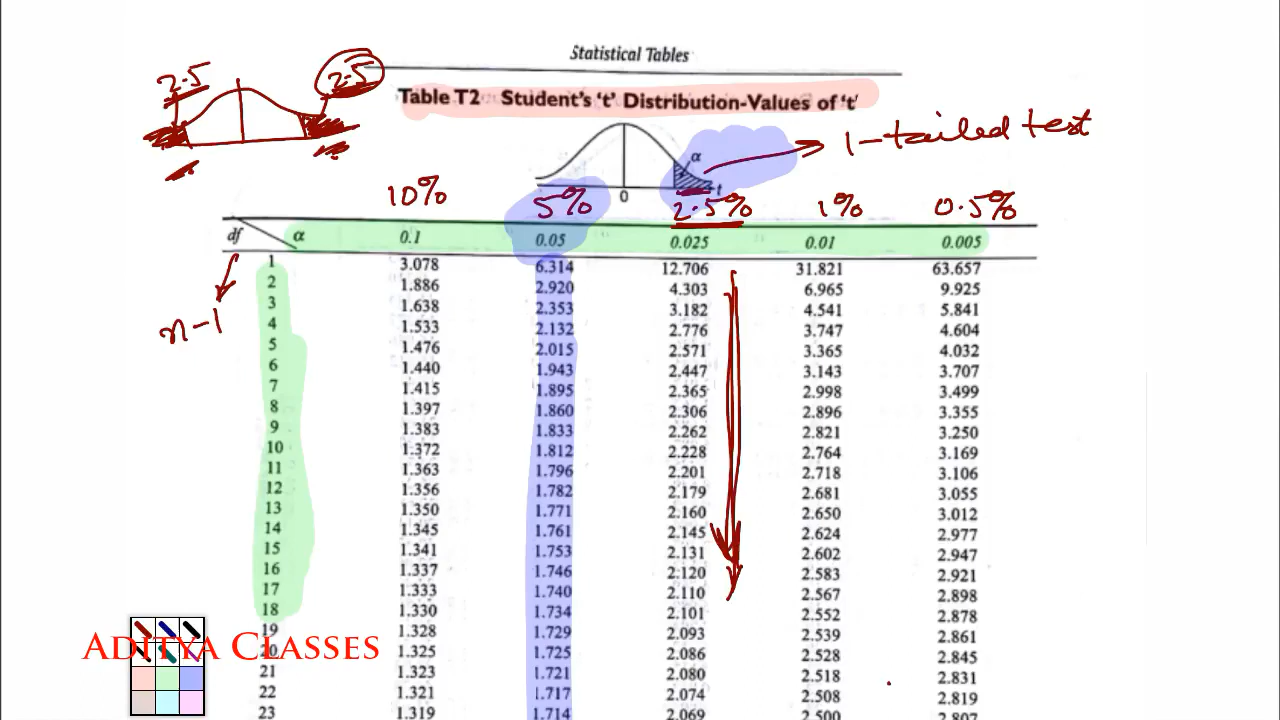 Statistical Tables
2.5 2.5
Table T2 Student's 't' Distribution-Values of 't'
α
1-tailed test
0 t
10% 5% 2.5% 1% 0.5%
df α 0.1 0.05 0.025 0.01 0.005
1 3.078 6.314 12.706 31.821 63.657
2 1.886 2.920 4.303 6.965 9.925
3 1.638 2.353 3.182 4.541 5.841
n-1
4 1.533 2.132 2.776 3.747 4.604
5 1.476 2.015 2.571 3.365 4.032
6 1.440 1.943 2.447 3.143 3.707
7 1.415 1.895 2.365 2.998 3.499
8 1.397 1.860 2.306 2.896 3.355
9 1.383 1.833 2.262 2.821 3.250
10 1.372 1.812 2.228 2.764 3.169
11 1.363 1.796 2.201 2.718 3.106
12 1.356 1.782 2.179 2.681 3.055
13 1.350 1.771 2.160 2.650 3.012
14 1.345 1.761 2.145 2.624 2.977
15 1.341 1.753 2.131 2.602 2.947
16 1.337 1.746 2.120 2.583 2.921
17 1.333 1.740 2.110 2.567 2.898
18 1.330 1.734 2.101 2.552 2.878
19 1.328 1.729 2.093 2.539 2.861
ADITYA CLASSES
20 1.325 1.725 2.086 2.528 2.845
21 1.323 1.721 2.080 2.518 2.831
22 1.321 1.717 2.074 2.508 2.819
23 1.319 1.714 2.069 2.500 2.807